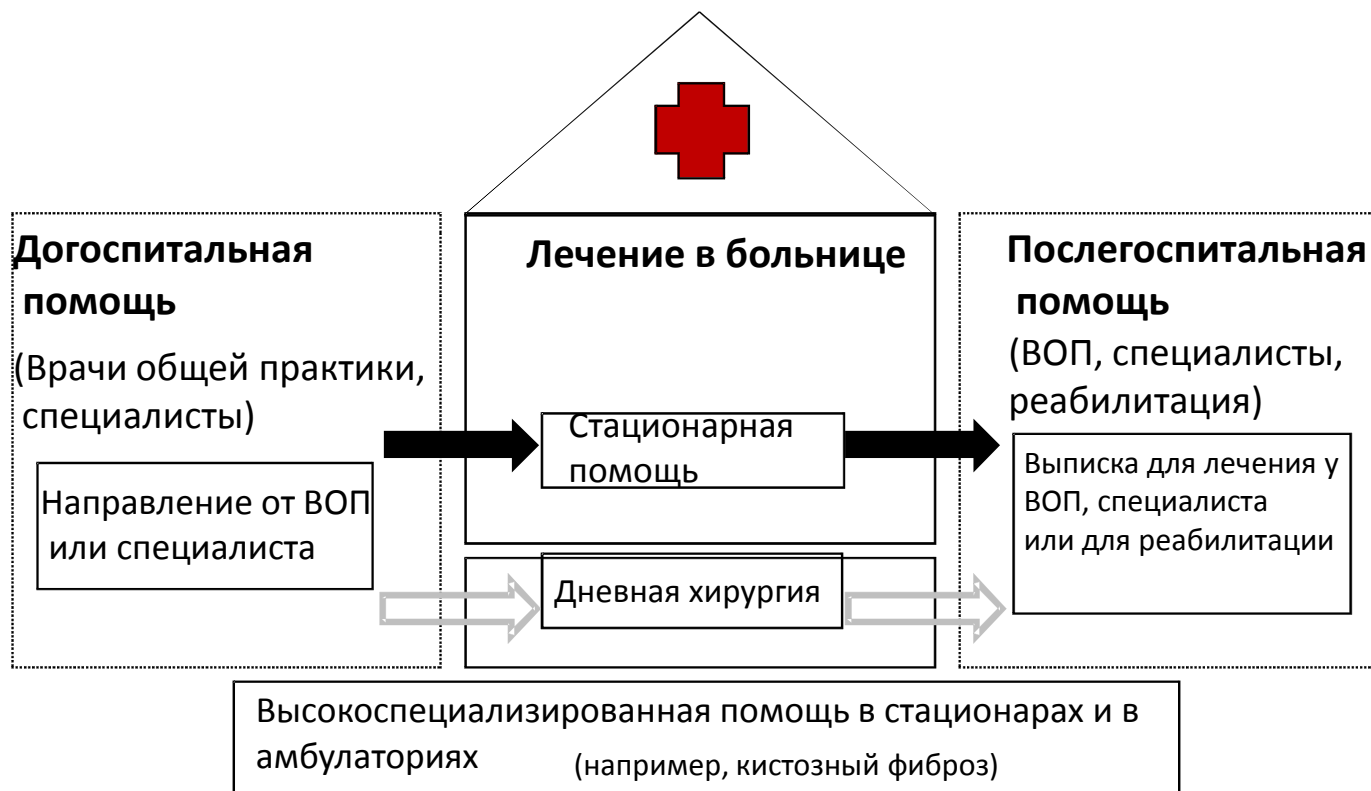 Догоспитальная
помощь
(Врачи общей практики,
специалисты)
Направление от ВОП
или специалиста
Лечение в больнице
Стационарная
помощь
Дневная хирургия
Послегоспитальная
помощь
(ВОП, специалисты,
реабилитация)
Выписка для лечения у
ВОП, специалиста
или для реабилитации
Высокоспециализированная помощь в стационарах и в
амбулаториях (например, кистозный фиброз)